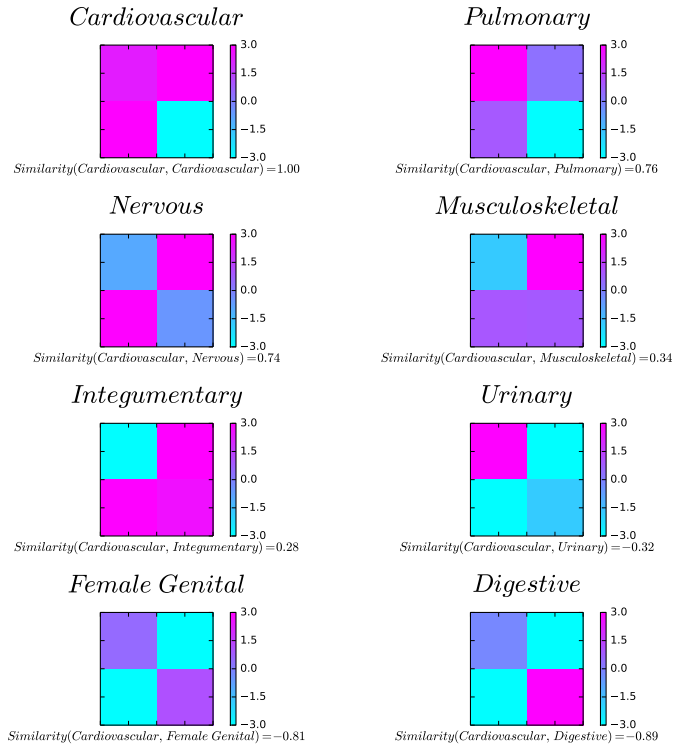 Cardiovascular
3.0
1.5
0.0
−1.5
−3.0
Similarity(Cardiovascular, Cardiovascular)=1.00
Pulmonary
3.0
1.5
0.0
−1.5
−3.0
Similarity(Cardiovascular, Pulmonary)=0.76
Nervous
3.0
1.5
0.0
−1.5
−3.0
Similarity(Cardiovascular, Nervous)=0.74
Musculoskeletal
3.0
1.5
0.0
−1.5
−3.0
Similarity(Cardiovascular, Musculoskeletal)=0.34
Integumentary
3.0
1.5
0.0
−1.5
−3.0
Similarity(Cardiovascular, Integumentary)=0.28
Urinary
3.0
1.5
0.0
−1.5
−3.0
Similarity(Cardiovascular, Urinary)=−0.32
Female Genital
3.0
1.5
0.0
−1.5
−3.0
Similarity(Cardiovascular, Female Genital)=−0.81
Digestive
3.0
1.5
0.0
−1.5
−3.0
Similarity(Cardiovascular, Digestive)=−0.89